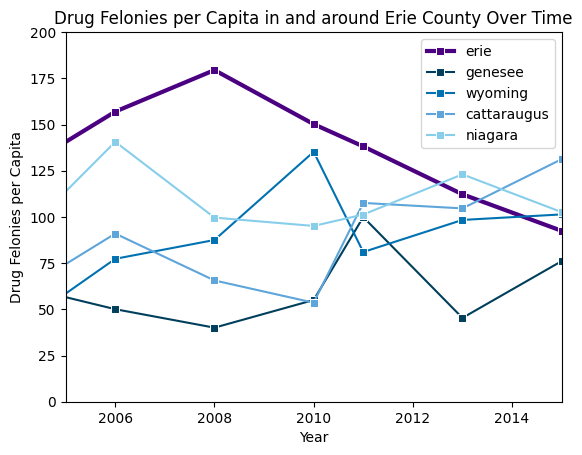 Drug Felonies per Capita in and around Erie County Over Time
200
175
150
125
100
75
50
25
0
Drug Felonies per Capita
erie
genesee
wyoming
cattaraugus
niagara
2006
2008
2010
2012
2014
Year